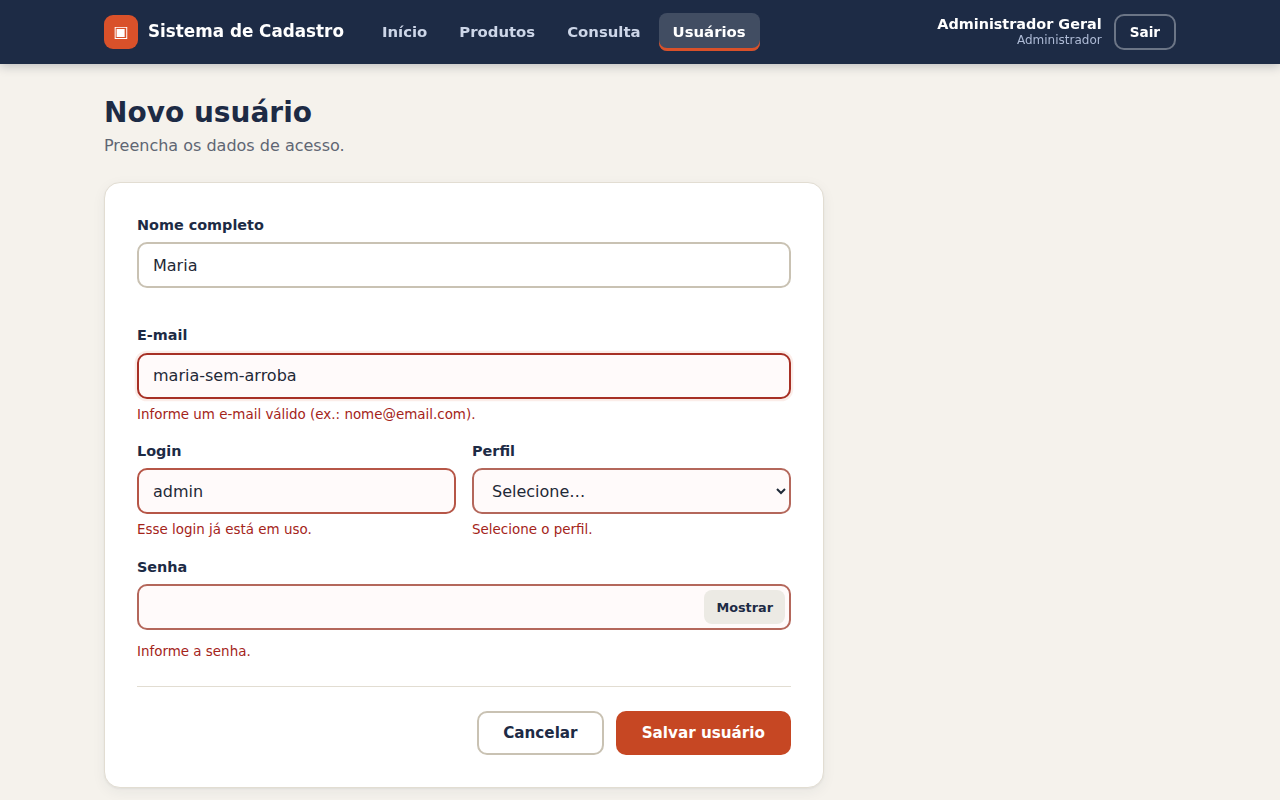 Sistema de Cadastro
Início
Produtos
Consulta
Usuários
Administrador Geral
Administrador
Sair
Novo usuário
Preencha os dados de acesso.
Nome completo
Maria
E-mail
maria-sem-arroba
Informe um e-mail válido (ex.: nome@email.com).
Login
Perfil
admin
Selecione…
Esse login já está em uso.
Selecione o perfil.
Senha
Mostrar
Informe a senha.
Cancelar
Salvar usuário